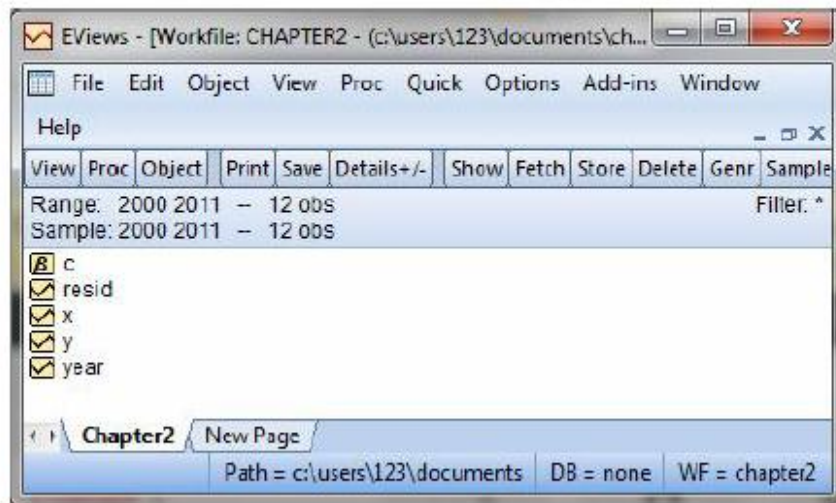 EViews - [Workfile: CHAPTER2 - (c:\users\123\documents\ch...
File Edit Object View Proc Quick Options Add-ins Window
Help
View Proc Object Print Save Details+/- Show Fetch Store Delete Genr Sample
Range: 2000 2011 -- 12 obs Filter: *
Sample: 2000 2011 -- 12 obs
β c
resid
x
y
year
Chapter2 New Page
Path = c:\users\123\documents DB = none WF = chapter2